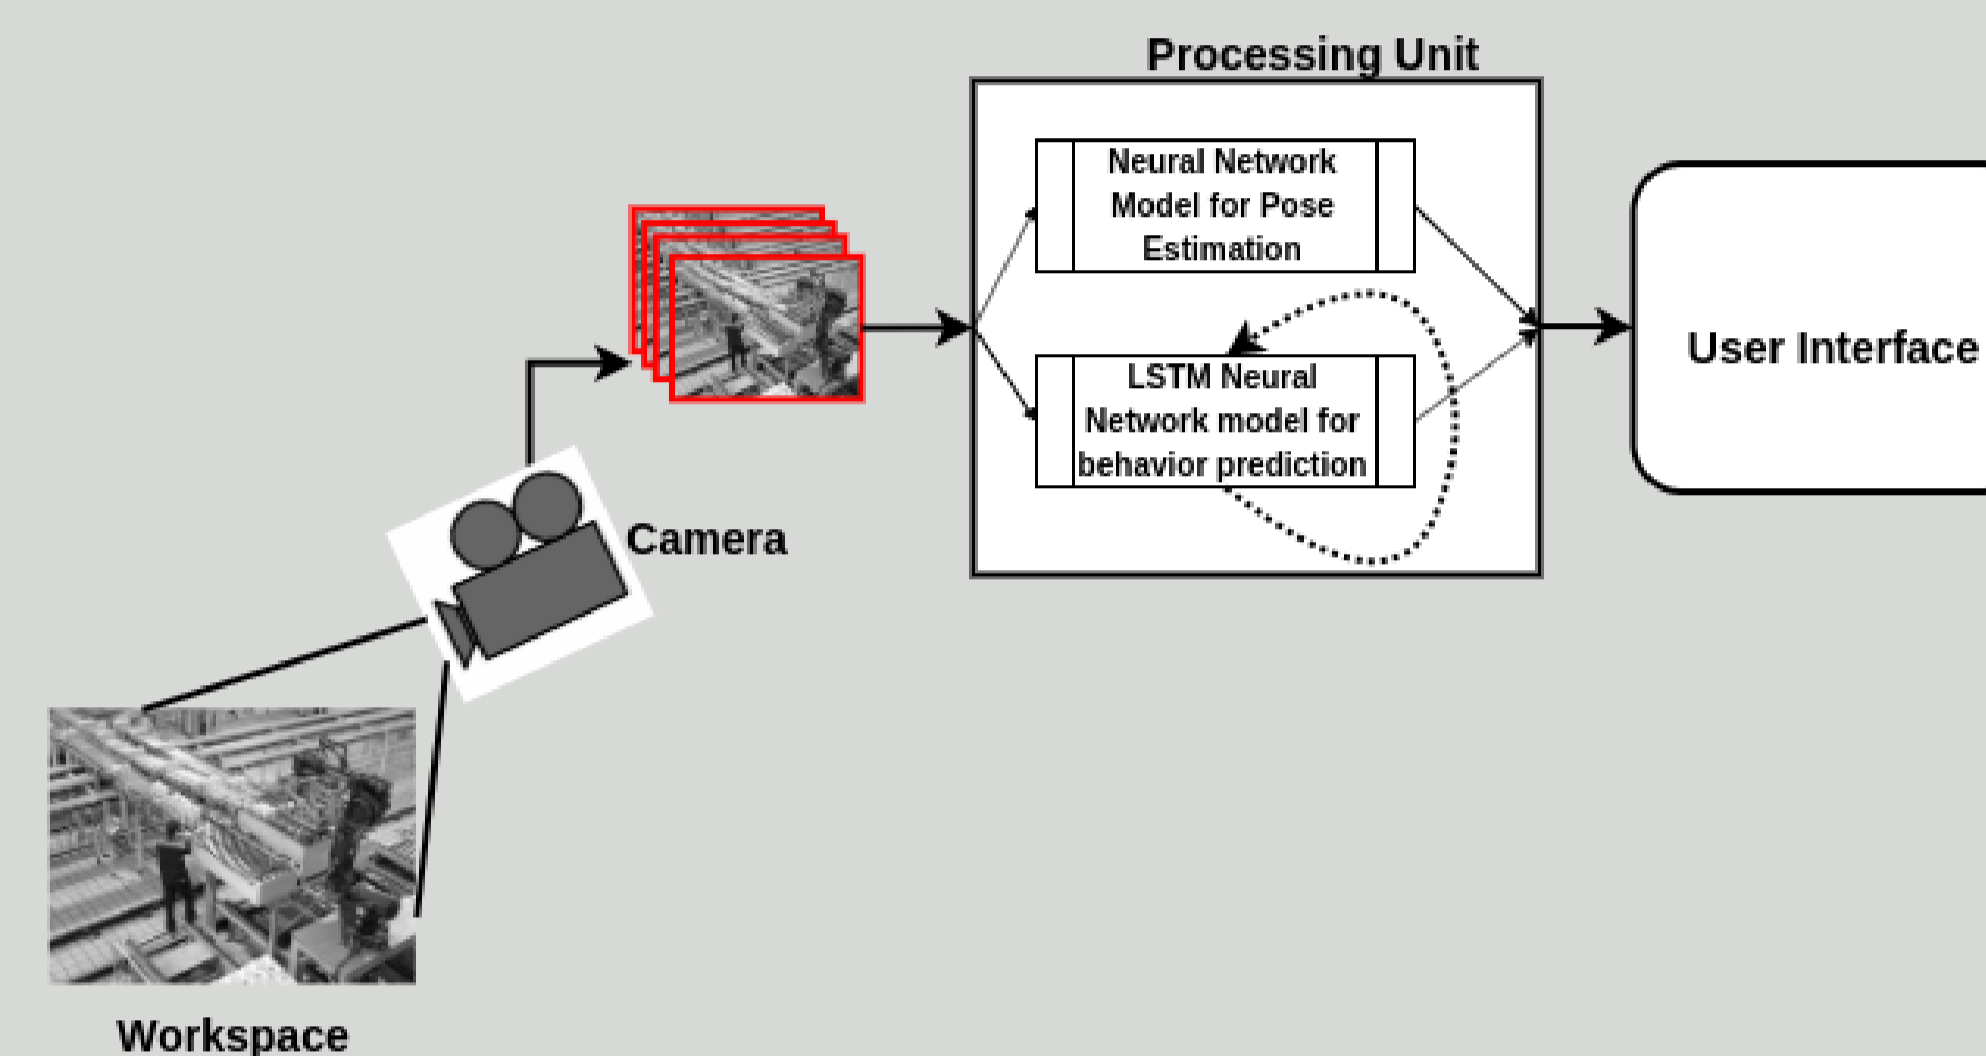 Processing Unit
Neural Network
Model for Pose
Estimation
LSTM Neural
Network model for
behavior prediction
User Interface
Camera
Workspace